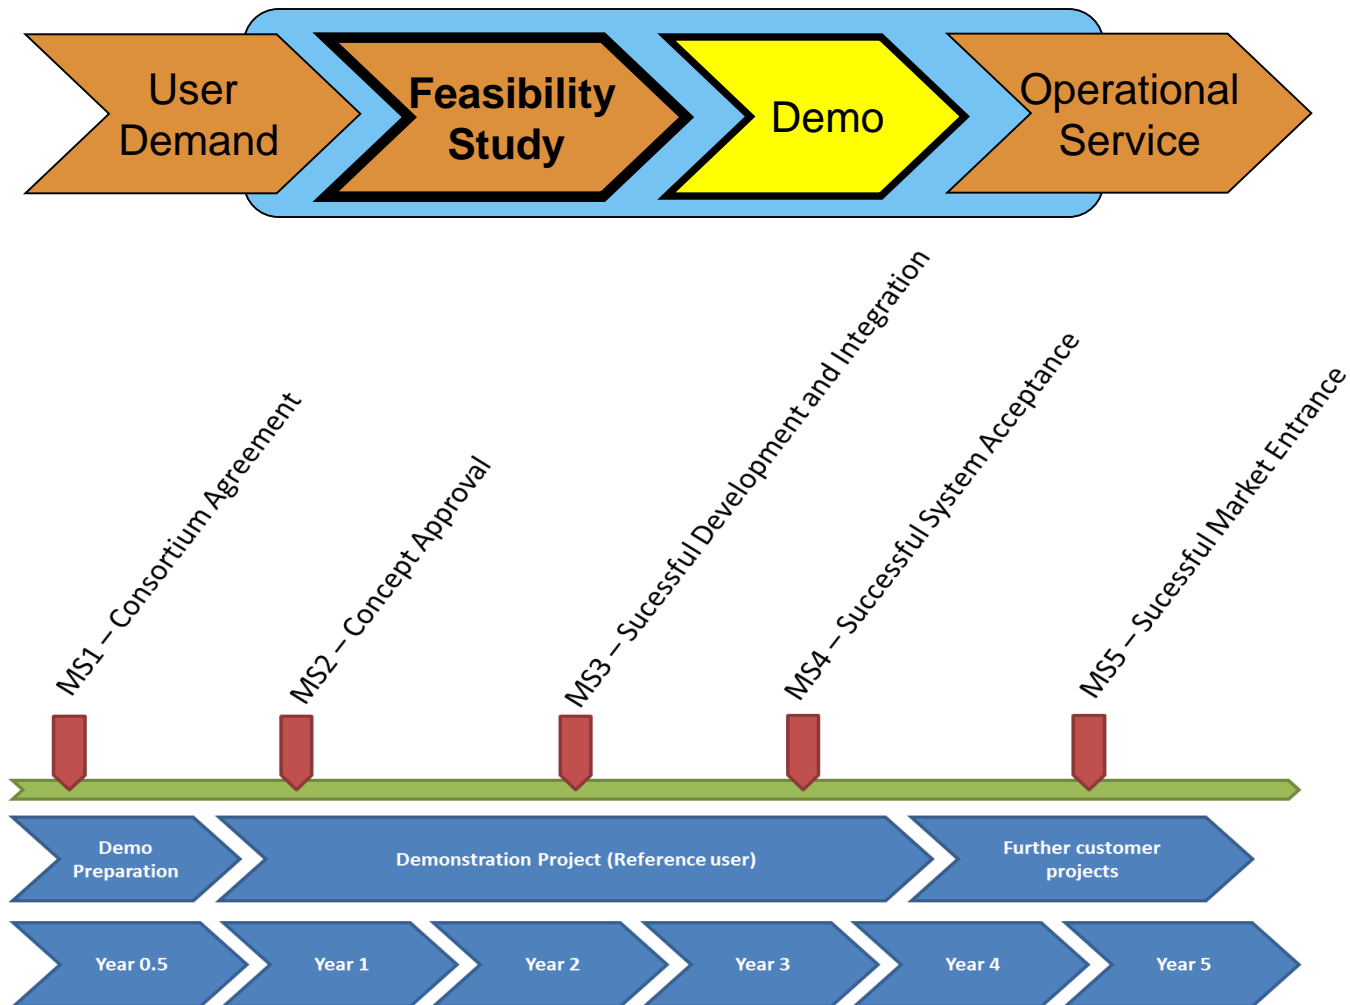 User
Demand
Feasibility
Study
Demo
Operational
Service
MS1 – Consortium Agreement
MS2 – Concept Approval
MS3 – Sucessful Development and Integration
MS4 – Successful System Acceptance
MS5 – Sucessful Market Entrance
Demo
Preparation
Demonstration Project (Reference user)
Further customer
projects
Year 0.5
Year 1
Year 2
Year 3
Year 4
Year 5